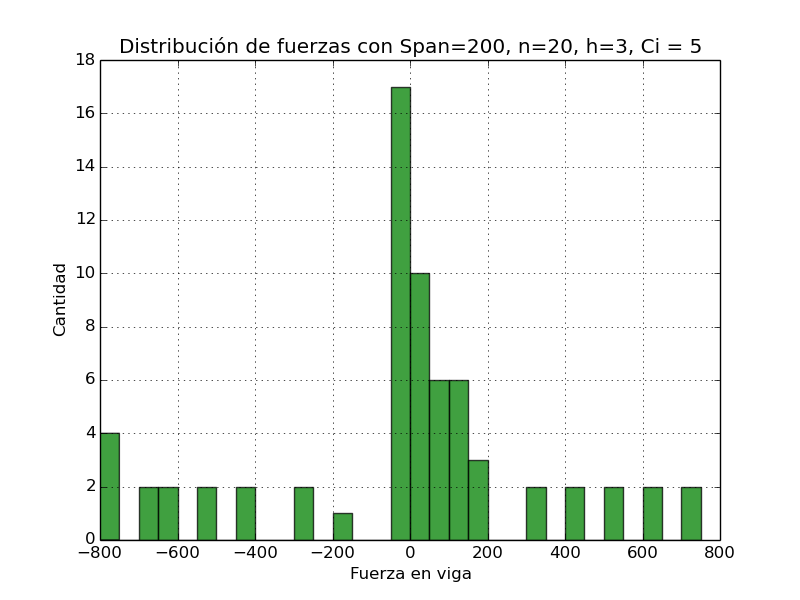 Distribución de fuerzas con Span=200, n=20, h=3, Ci = 5
18
16
14
12
10
8
6
4
2
0
Cantidad
−800 −600 −400 −200 0 200 400 600 800
Fuerza en viga